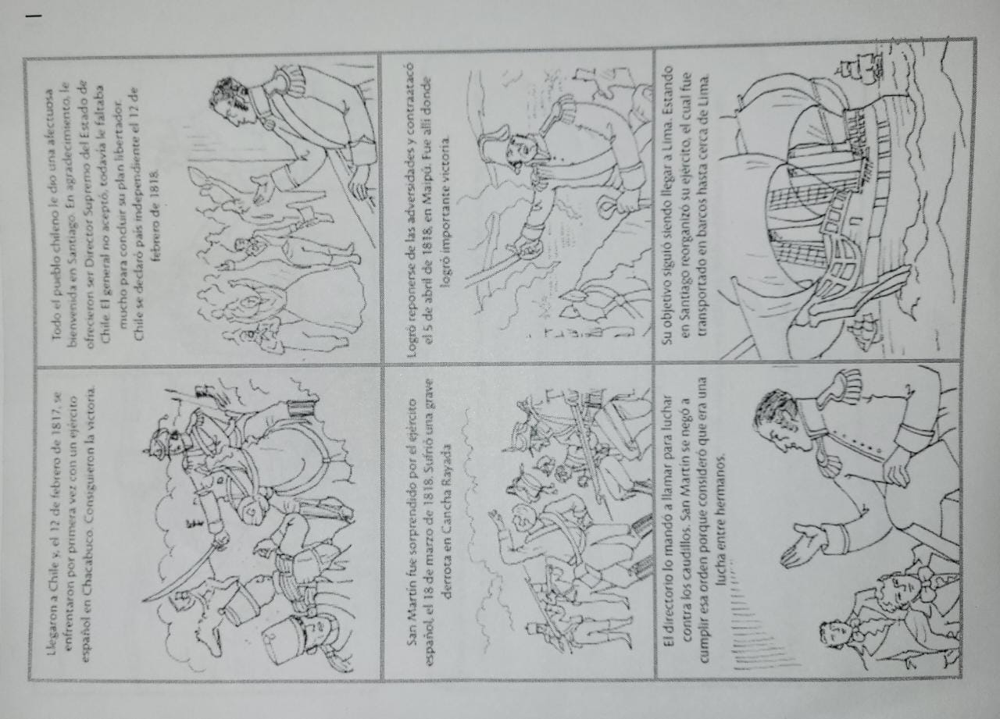 Llegaron a Chile y, el 12 de febrero de 1817, se
enfrentaron por primera vez con un ejército
español en Chacabuco. Consiguieron la victoria.
Todo el pueblo chileno le dio una afectuosa
bienvenida en Santiago. En agradecimiento, le
ofrecieron ser Director Supremo del Estado de
Chile. El general no aceptó, todavía le faltaba
mucho para concluir su plan libertador.
Chile se declaró país independiente el 12 de
febrero de 1818.
San Martín fue sorprendido por el ejército
español, el 18 de marzo de 1818. Sufrió una grave
derrota en Cancha Rayada
Logró reponerse de las adversidades y contraatacó
el 5 de abril de 1818, en Maipú. Fue allí donde
logró importante victoria.
El directorio lo mandó a llamar para luchar
contra los caudillos. San Martín se negó a
cumplir esa orden porque consideró que era una
lucha entre hermanos.
Su objetivo siguió siendo llegar a Lima. Estando
en Santiago reorganizó su ejército, el cual fue
transportado en barcos hasta cerca de Lima.